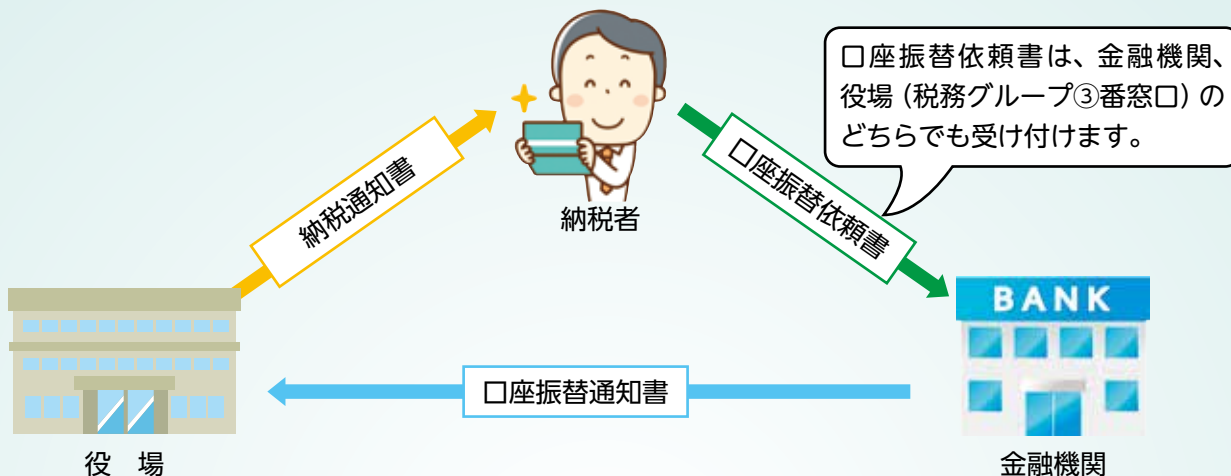 口座振替依頼書は、金融機関、
役場（税務グループ③番窓口）の
どちらでも受け付けます。
納税通知書
納税者
口座振替依頼書
BANK
口座振替通知書
役　場
金融機関